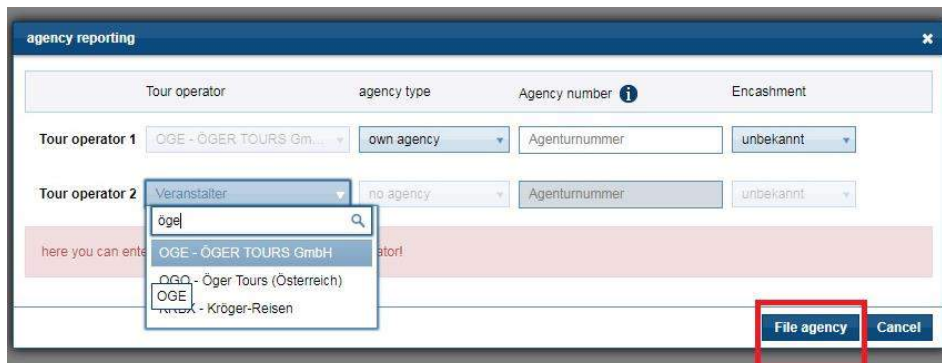 agency reporting
Tour operator agency type Agency number Encashment
Tour operator 1 OGE - ÖGER TOURS Gm... own agency Agenturnummer unbekannt
Tour operator 2 Veranstalter no agency Agenturnummer unbekannt
öge
here you can ente ator!
OGE - ÖGER TOURS GmbH
OGO - Öger Tours (Österreich)
OGE
- Kröger-Reisen
File agency Cancel